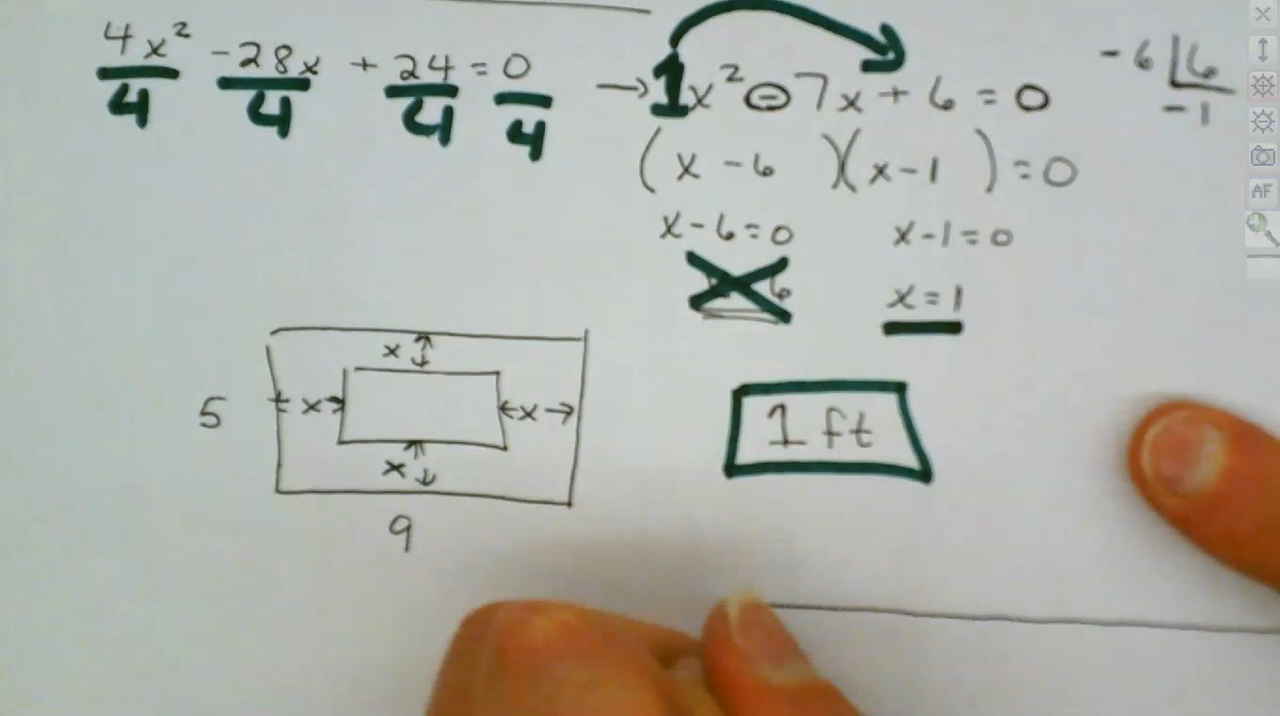 4x² -28x + 24 = 0 → 1x² - 7x + 6 = 0
4 4 4 4
-6 | 6
-1
(x - 6)(x - 1) = 0
x - 6 = 0 x - 1 = 0
6 x = 1
x
5 x x
x
9
1 ft
AF